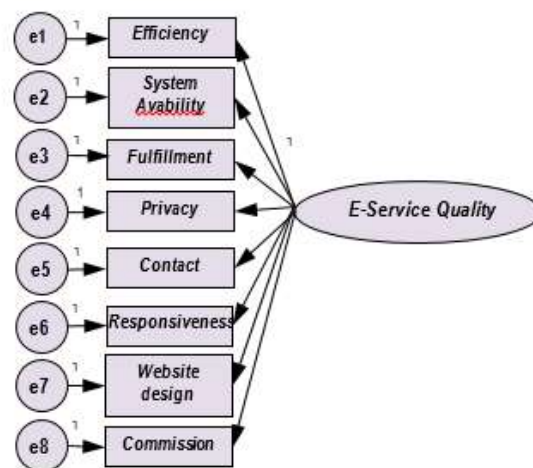 e1 1 Efficiency
e2 1 System
Avability
e3 1 Fulfillment
1
e4 1 Privacy
E-Service Quality
e5 1 Contact
e6 1 Responsiveness
e7 1 Website
design
e8 1 Commission